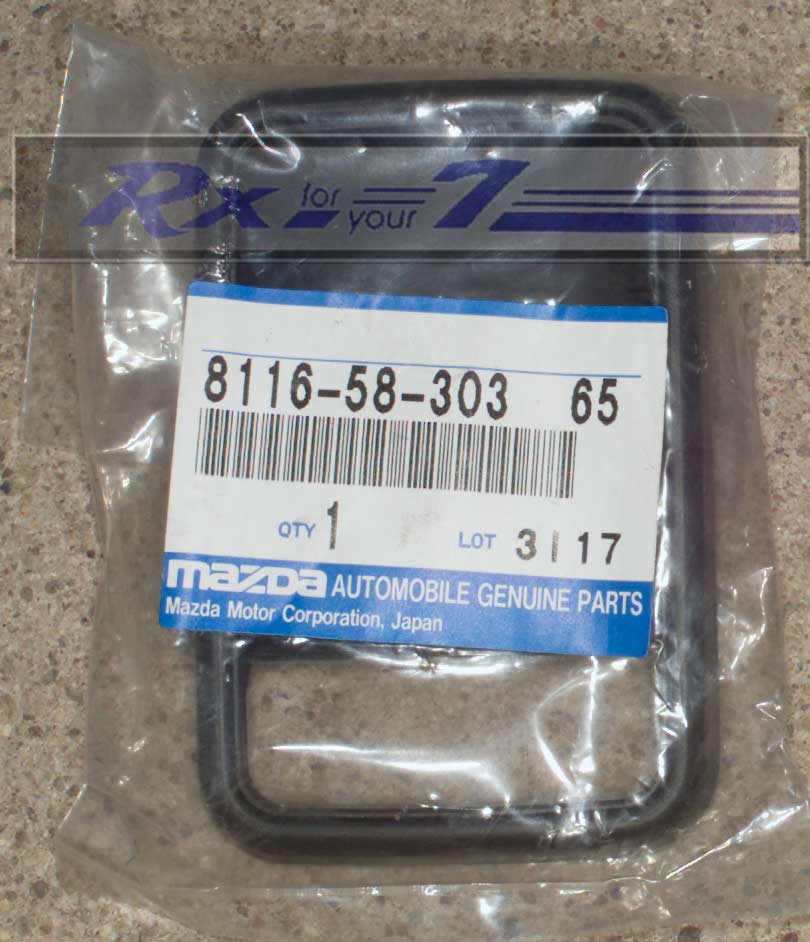 Rx for your 7
8116-58-303 65
QTY 1 LOT 3117
mazda AUTOMOBILE GENUINE PARTS
Mazda Motor Corporation, Japan